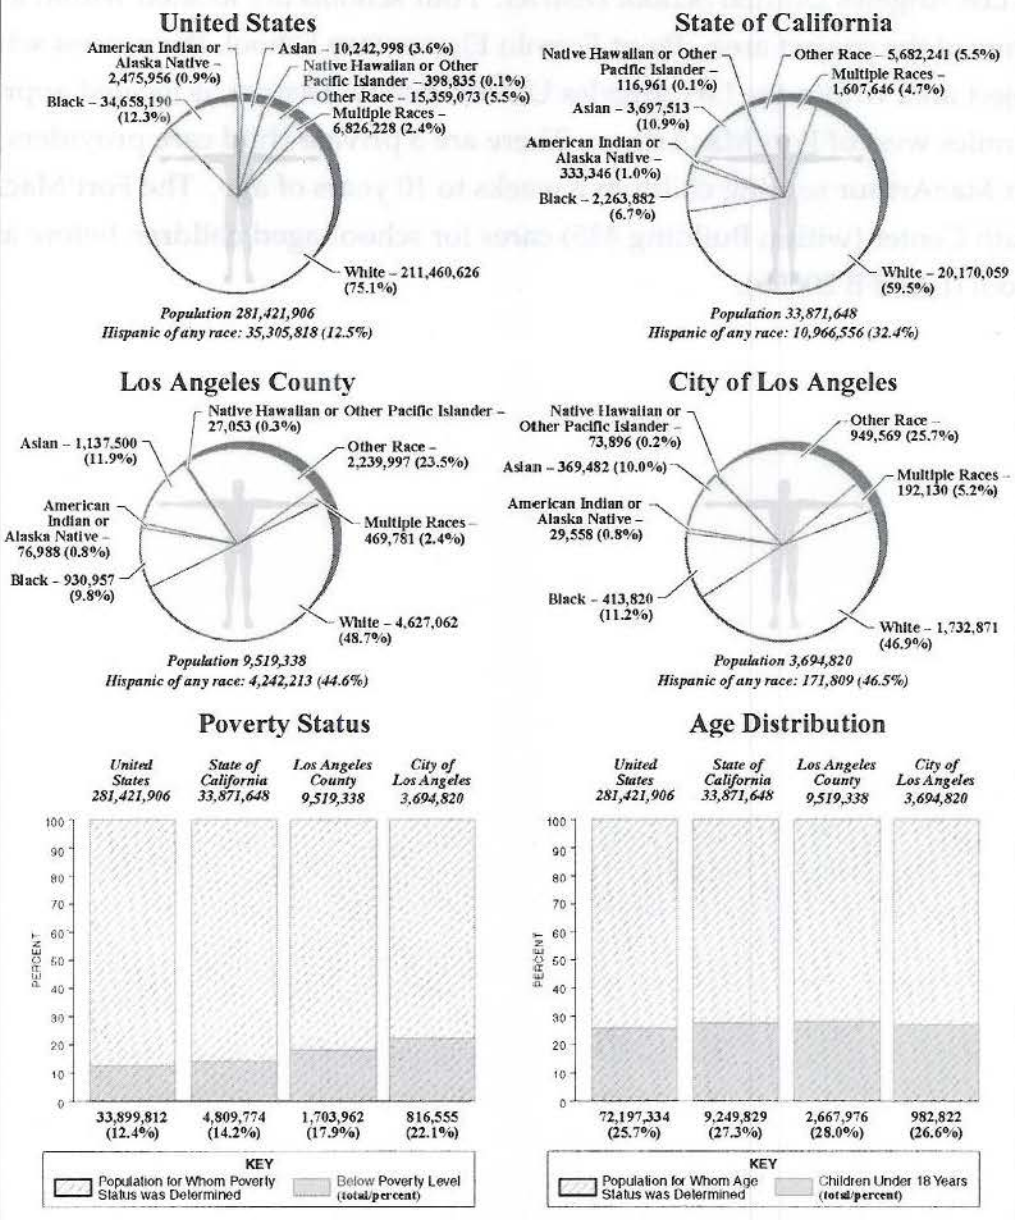 United States
American Indian or
Alaska Native –
2,475,956 (0.9%)
Asian – 10,242,998 (3.6%)
Native Hawaiian or Other
Pacific Islander – 398,835 (0.1%)
Other Race – 15,359,073 (5.5%)
Multiple Races –
6,826,228 (2.4%)
Black – 34,658,190
(12.3%)
White – 211,460,626
(75.1%)
Population 281,421,906
Hispanic of any race: 35,305,818 (12.5%)
State of California
Native Hawaiian or Other
Pacific Islander –
116,961 (0.1%)
Other Race – 5,682,241 (5.5%)
Multiple Races –
1,607,646 (4.7%)
Asian – 3,697,513
(10.9%)
American Indian or
Alaska Native –
333,346 (1.0%)
Black – 2,263,882
(6.7%)
White – 20,170,059
(59.5%)
Population 33,871,648
Hispanic of any race: 10,966,556 (32.4%)
Los Angeles County
Native Hawaiian or Other Pacific Islander –
27,053 (0.3%)
Asian – 1,137,500
(11.9%)
Other Race –
2,239,997 (23.5%)
American
Indian or
Alaska Native –
76,988 (0.8%)
Multiple Races –
469,781 (2.4%)
Black – 930,957
(9.8%)
White – 4,627,062
(48.7%)
Population 9,519,338
Hispanic of any race: 4,242,213 (44.6%)
City of Los Angeles
Native Hawaiian or
Other Pacific Islander –
73,896 (0.2%)
Other Race –
949,569 (25.7%)
Asian – 369,482 (10.0%)
Multiple Races –
192,130 (5.2%)
American Indian or
Alaska Native –
29,558 (0.8%)
Black – 413,820
(11.2%)
White – 1,732,871
(46.9%)
Population 3,694,820
Hispanic of any race: 171,809 (46.5%)
Poverty Status
United States 281,421,906
State of California 33,871,648
Los Angeles County 9,519,338
City of Los Angeles 3,694,820
PERCENT
100
90
80
70
60
50
40
30
20
10
0
33,899,812 (12.4%)
4,809,774 (14.2%)
1,703,962 (17.9%)
816,555 (22.1%)
KEY
Population for Whom Poverty
Status was Determined
Below Poverty Level
(total/percent)
Age Distribution
United States 281,421,906
State of California 33,871,648
Los Angeles County 9,519,338
City of Los Angeles 3,694,820
PERCENT
100
90
80
70
60
50
40
30
20
10
0
72,197,334 (25.7%)
9,249,829 (27.3%)
2,667,976 (28.0%)
982,822 (26.6%)
KEY
Population for Whom Age
Status was Determined
Children Under 18 Years
(total/percent)